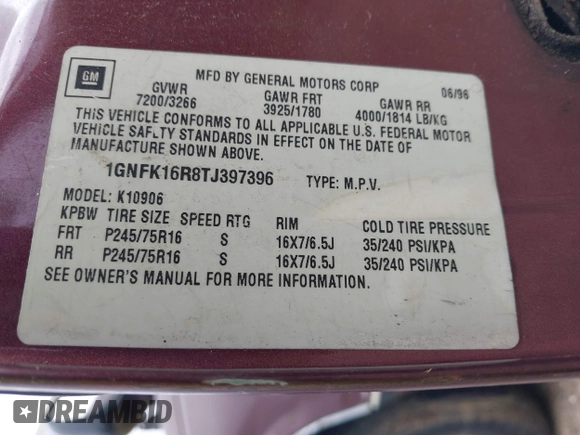 GM
MFD BY GENERAL MOTORS CORP 06/96
GVWR GAWR FRT GAWR RR
7200/3266 3925/1780 4000/1814 LB/KG
THIS VEHICLE CONFORMS TO ALL APPLICABLE U.S. FEDERAL MOTOR
VEHICLE SAFLTY STANDARDS IN EFFECT ON THE DATE OF
MANUFACTURE SHOWN ABOVE.
1GNFK16R8TJ397396 TYPE: M.P.V.
MODEL: K10906
KPBW TIRE SIZE SPEED RTG RIM COLD TIRE PRESSURE
FRT P245/75R16 S 16X7/6.5J 35/240 PSI/KPA
RR P245/75R16 S 16X7/6.5J 35/240 PSI/KPA
SEE OWNER'S MANUAL FOR MORE INFORMATION.
DREAMBID